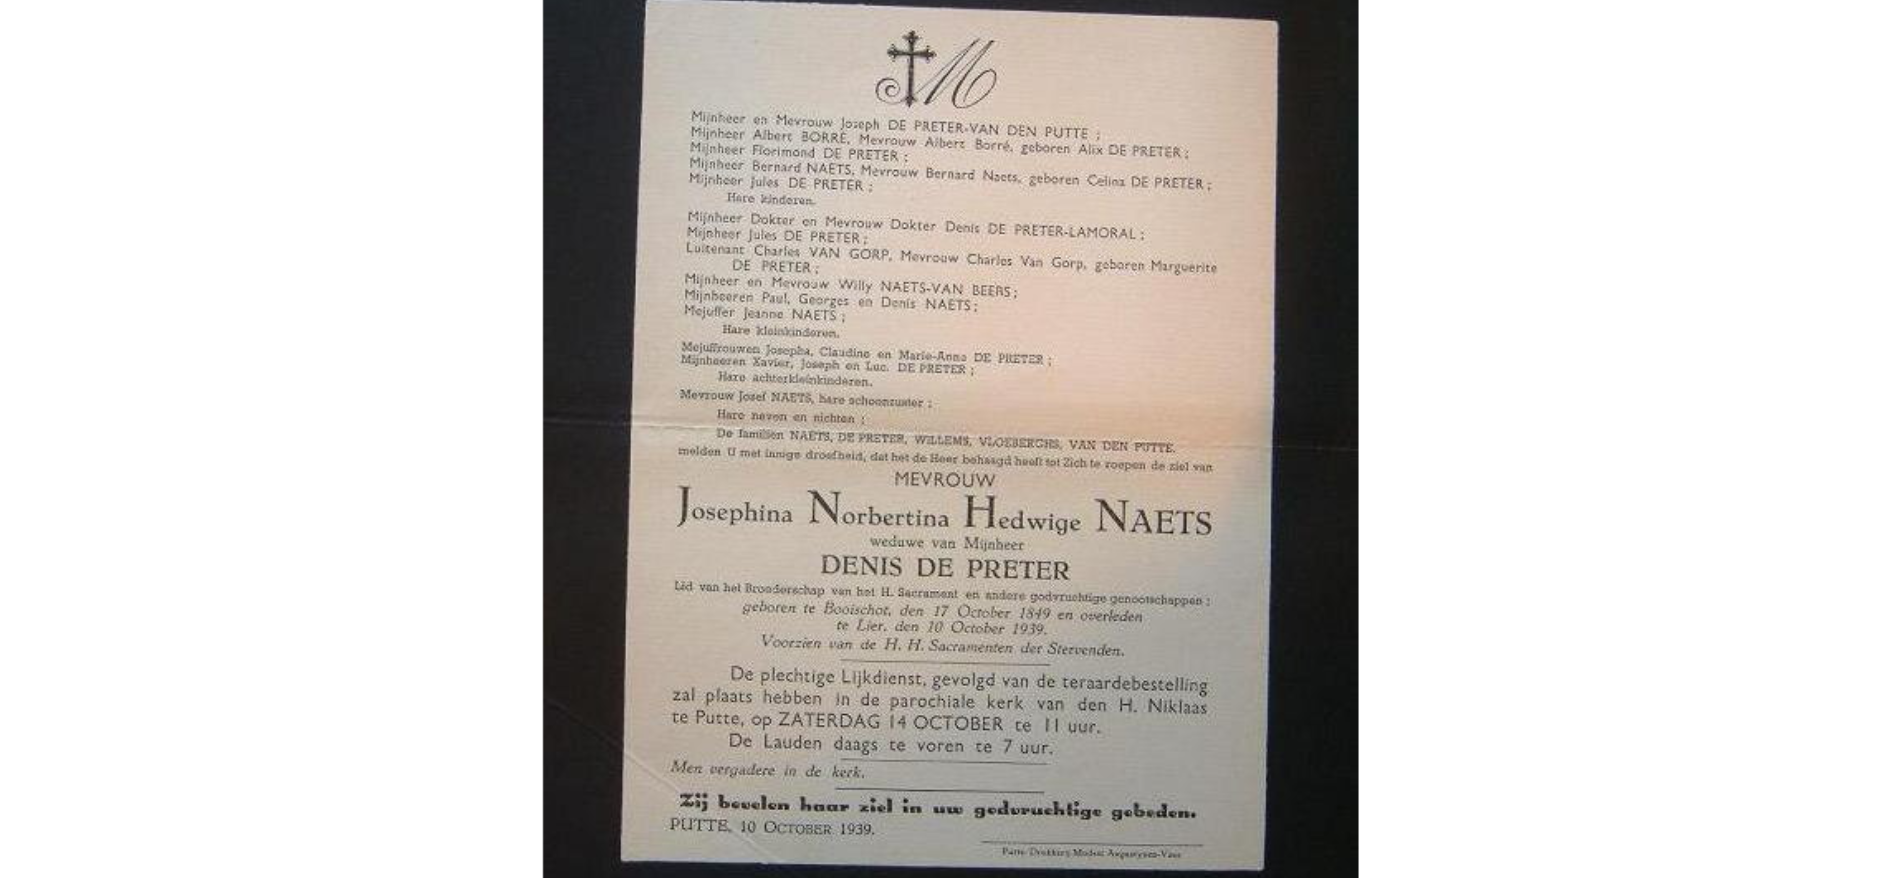 M
Mijnheer en Mevrouw Joseph DE PRETER-VAN DEN PUTTE ;
Mijnheer Albert BORRÉ, Mevrouw Albert Borré, geboren Alix DE PRETER ;
Mijnheer Florimond DE PRETER ;
Mijnheer Bernard NAETS, Mevrouw Bernard Naets, geboren Celina DE PRETER ;
Mijnheer Jules DE PRETER ;
Hare kinderen.
Mijnheer Dokter en Mevrouw Dokter Denis DE PRETER-LAMORAL ;
Mijnheer Jules DE PRETER ;
Luitenant Charles VAN GORP, Mevrouw Charles Van Gorp, geboren Marguerite
DE PRETER ;
Mijnheer en Mevrouw Willy NAETS-VAN BEERS ;
Mijnheeren Paul, Georges en Denis NAETS ;
Mejuffer Jeanne NAETS ;
Hare kleinkinderen.
Mejuffrouwen Josepha, Claudine en Marie-Anne DE PRETER ;
Mijnheeren Xavier, Joseph en Luc. DE PRETER ;
Hare achterkleinkinderen.
Mevrouw Josef NAETS, hare schoonzuster ;
Hare neven en nichten ;
De familiën NAETS, DE PRETER, WILLEMS, VLOEBERGHS, VAN DEN PUTTE.
melden U met innige droefheid, dat het de Heer behaagd heeft tot Zich te roepen de ziel van
MEVROUW
Josephina Norbertina Hedwige NAETS
weduwe van Mijnheer
DENIS DE PRETER
Lid van het Broederschap van het H. Sacrament en andere godvruchtige genootschappen ;
geboren te Booischot, den 17 October 1849 en overleden
te Lier, den 10 October 1939.
Voorzien van de H. H. Sacramenten der Stervenden.
De plechtige Lijkdienst, gevolgd van de teraardebestelling
zal plaats hebben in de parochiale kerk van den H. Niklaas
te Putte, op ZATERDAG 14 OCTOBER te 11 uur.
De Lauden daags te voren te 7 uur.
Men vergadere in de kerk.
Zij bevelen haar ziel in uw godvruchtige gebeden.
PUTTE, 10 OCTOBER 1939.
Putte Drukkerij Modest